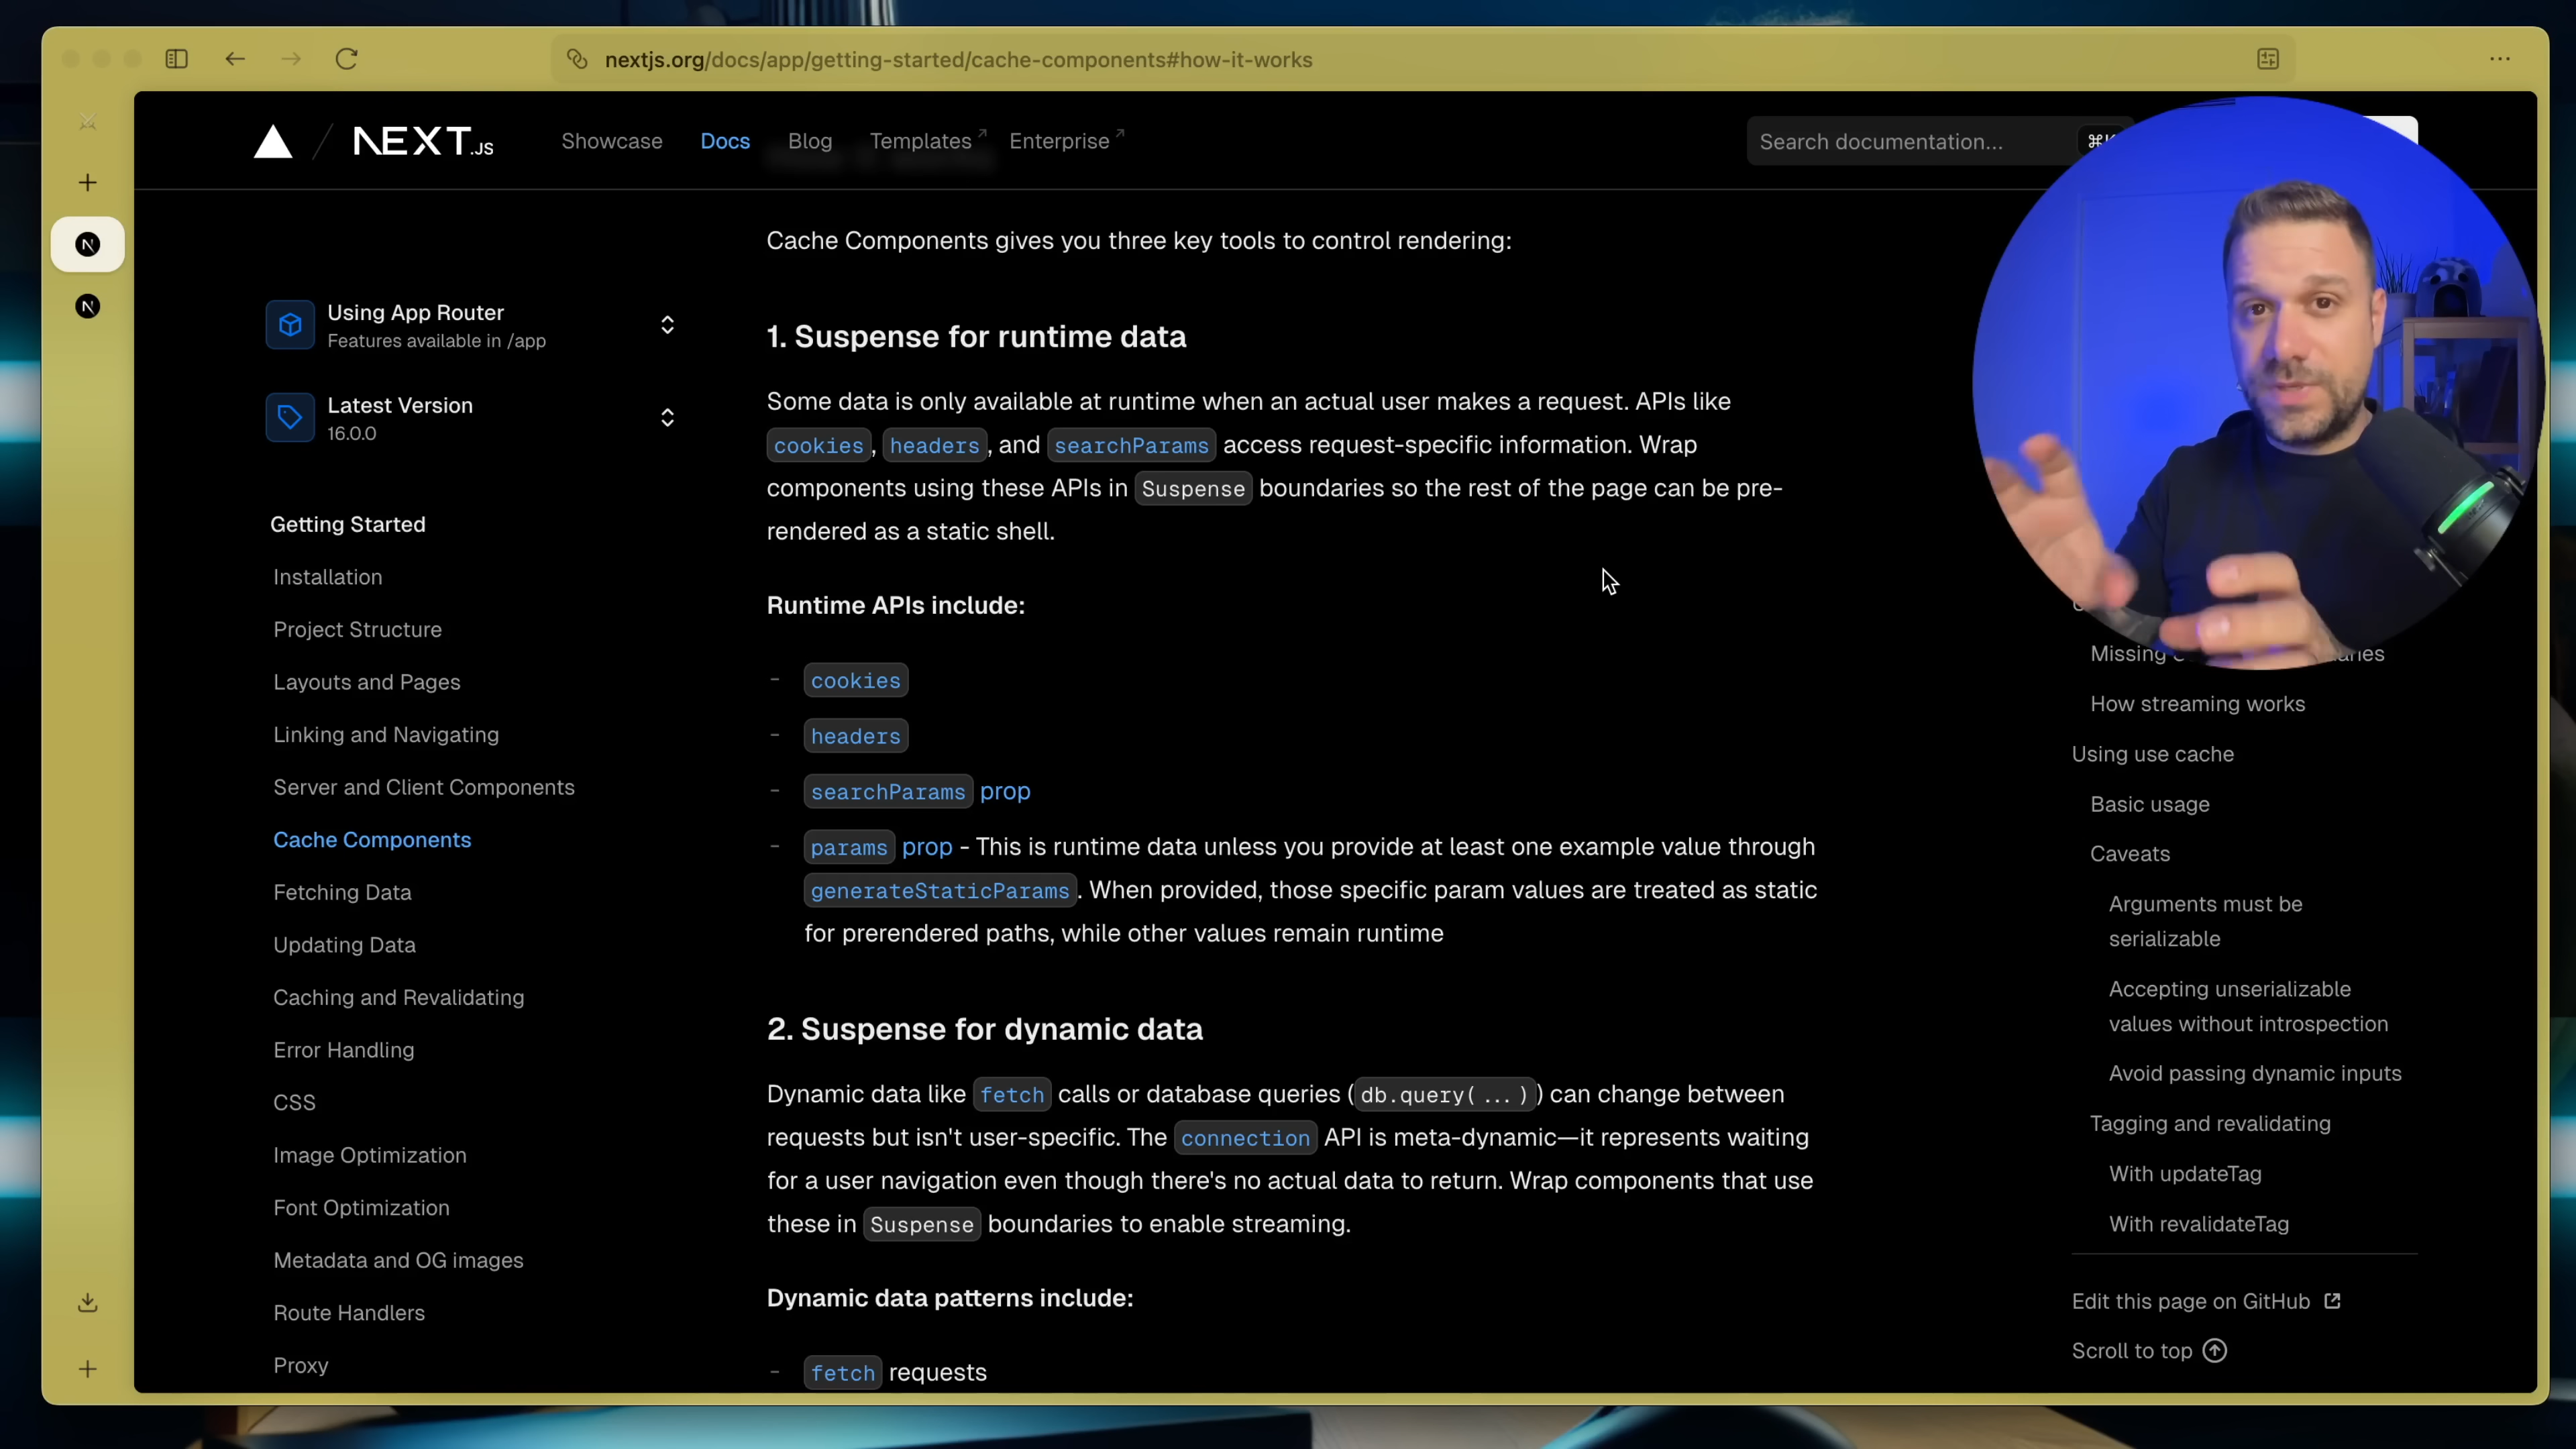 nextjs.org/docs/app/getting-started/cache-components#how-it-works
NEXT.JS
Showcase
Docs
Blog
Templates
Enterprise
Search documentation...
Using App Router
Features available in /app
Latest Version
16.0.0
Getting Started
Installation
Project Structure
Layouts and Pages
Linking and Navigating
Server and Client Components
Cache Components
Fetching Data
Updating Data
Caching and Revalidating
Error Handling
CSS
Image Optimization
Font Optimization
Metadata and OG images
Route Handlers
Proxy
Cache Components gives you three key tools to control rendering:
1. Suspense for runtime data
Some data is only available at runtime when an actual user makes a request. APIs like
cookies, headers, and searchParams access request-specific information. Wrap
components using these APIs in Suspense boundaries so the rest of the page can be pre-
rendered as a static shell.
Runtime APIs include:
- cookies
- headers
- searchParams prop
- params prop - This is runtime data unless you provide at least one example value through
generateStaticParams. When provided, those specific param values are treated as static
for prerendered paths, while other values remain runtime
2. Suspense for dynamic data
Dynamic data like fetch calls or database queries (db.query(...)) can change between
requests but isn't user-specific. The connection API is meta-dynamic—it represents waiting
for a user navigation even though there's no actual data to return. Wrap components that use
these in Suspense boundaries to enable streaming.
Dynamic data patterns include:
- fetch requests
Missing
How streaming works
Using use cache
Basic usage
Caveats
Arguments must be
serializable
Accepting unserializable
values without introspection
Avoid passing dynamic inputs
Tagging and revalidating
With updateTag
With revalidateTag
Edit this page on GitHub
Scroll to top